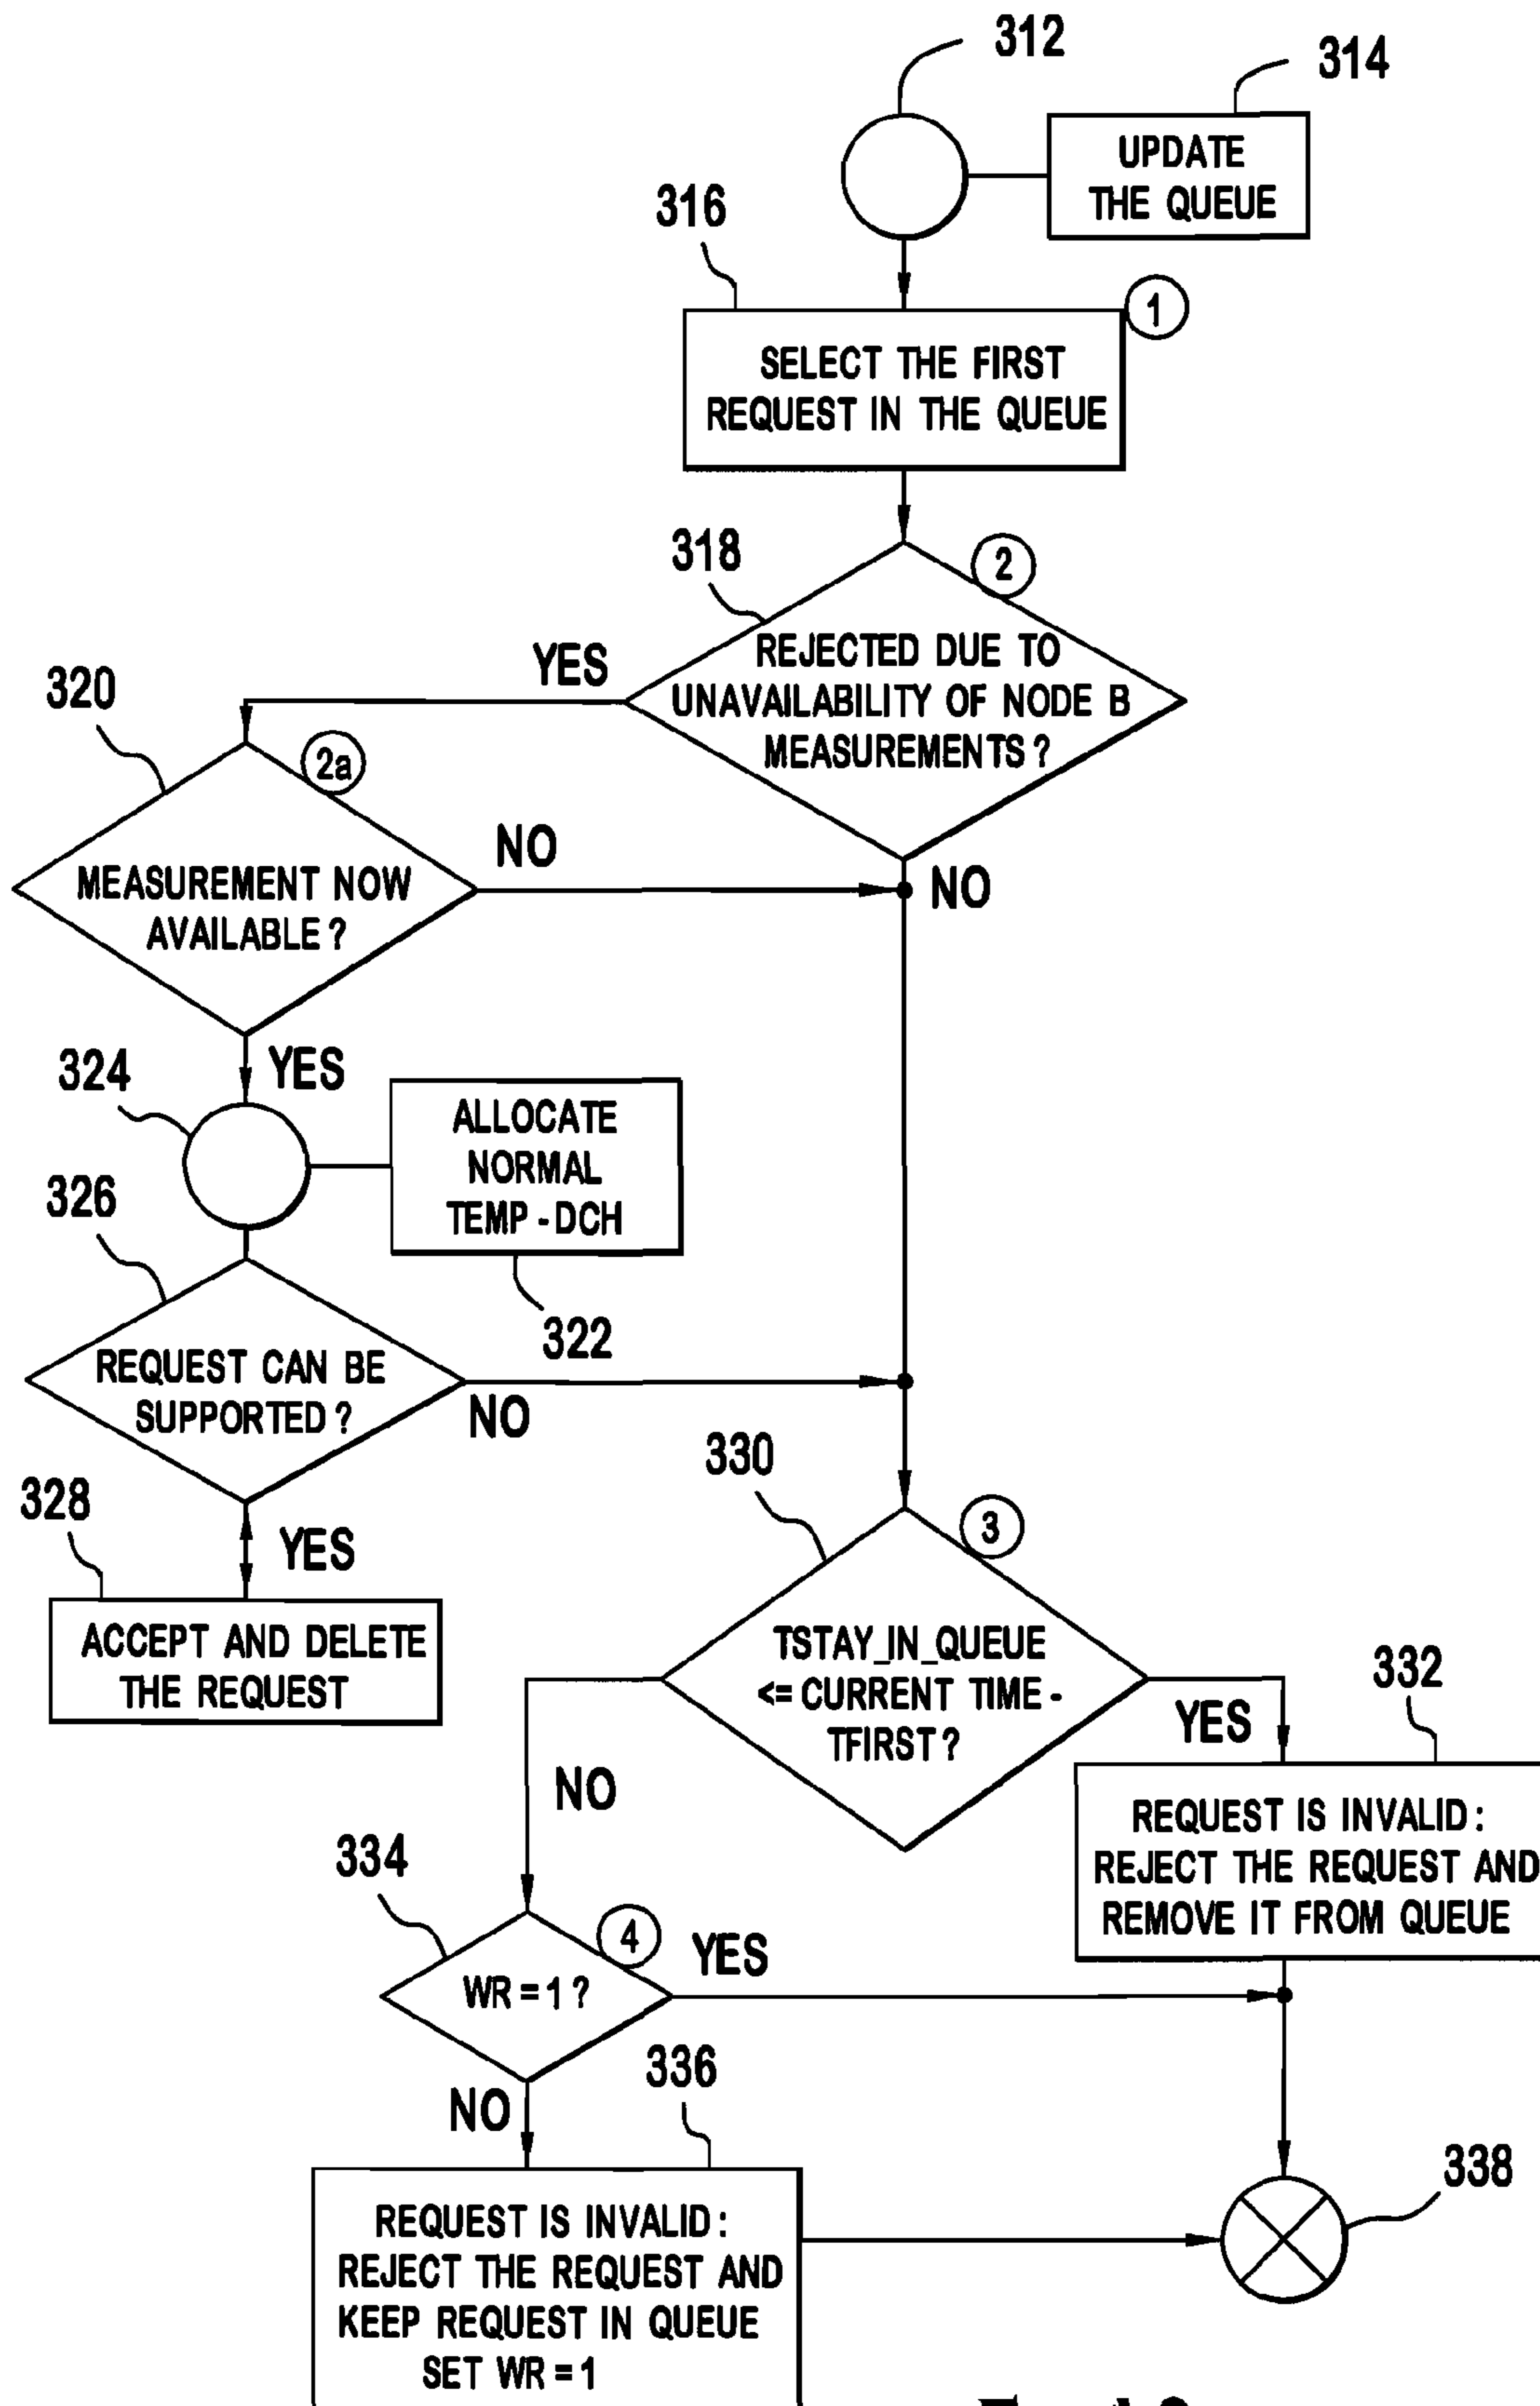 312
314
UPDATE
THE QUEUE
316
1
SELECT THE FIRST
REQUEST IN THE QUEUE
318
2
REJECTED DUE TO
UNAVAILABILITY OF NODE B
MEASUREMENTS?
YES
NO
320
2a
MEASUREMENT NOW
AVAILABLE?
NO
YES
324
ALLOCATE
NORMAL
TEMP-DCH
322
326
REQUEST CAN BE
SUPPORTED?
NO
YES
328
ACCEPT AND DELETE
THE REQUEST
330
3
TSTAY_IN_QUEUE
<= CURRENT TIME -
TFIRST?
YES
332
REQUEST IS INVALID:
REJECT THE REQUEST AND
REMOVE IT FROM QUEUE
NO
334
4
WR = 1?
YES
NO
336
REQUEST IS INVALID:
REJECT THE REQUEST AND
KEEP REQUEST IN QUEUE
SET WR = 1
338